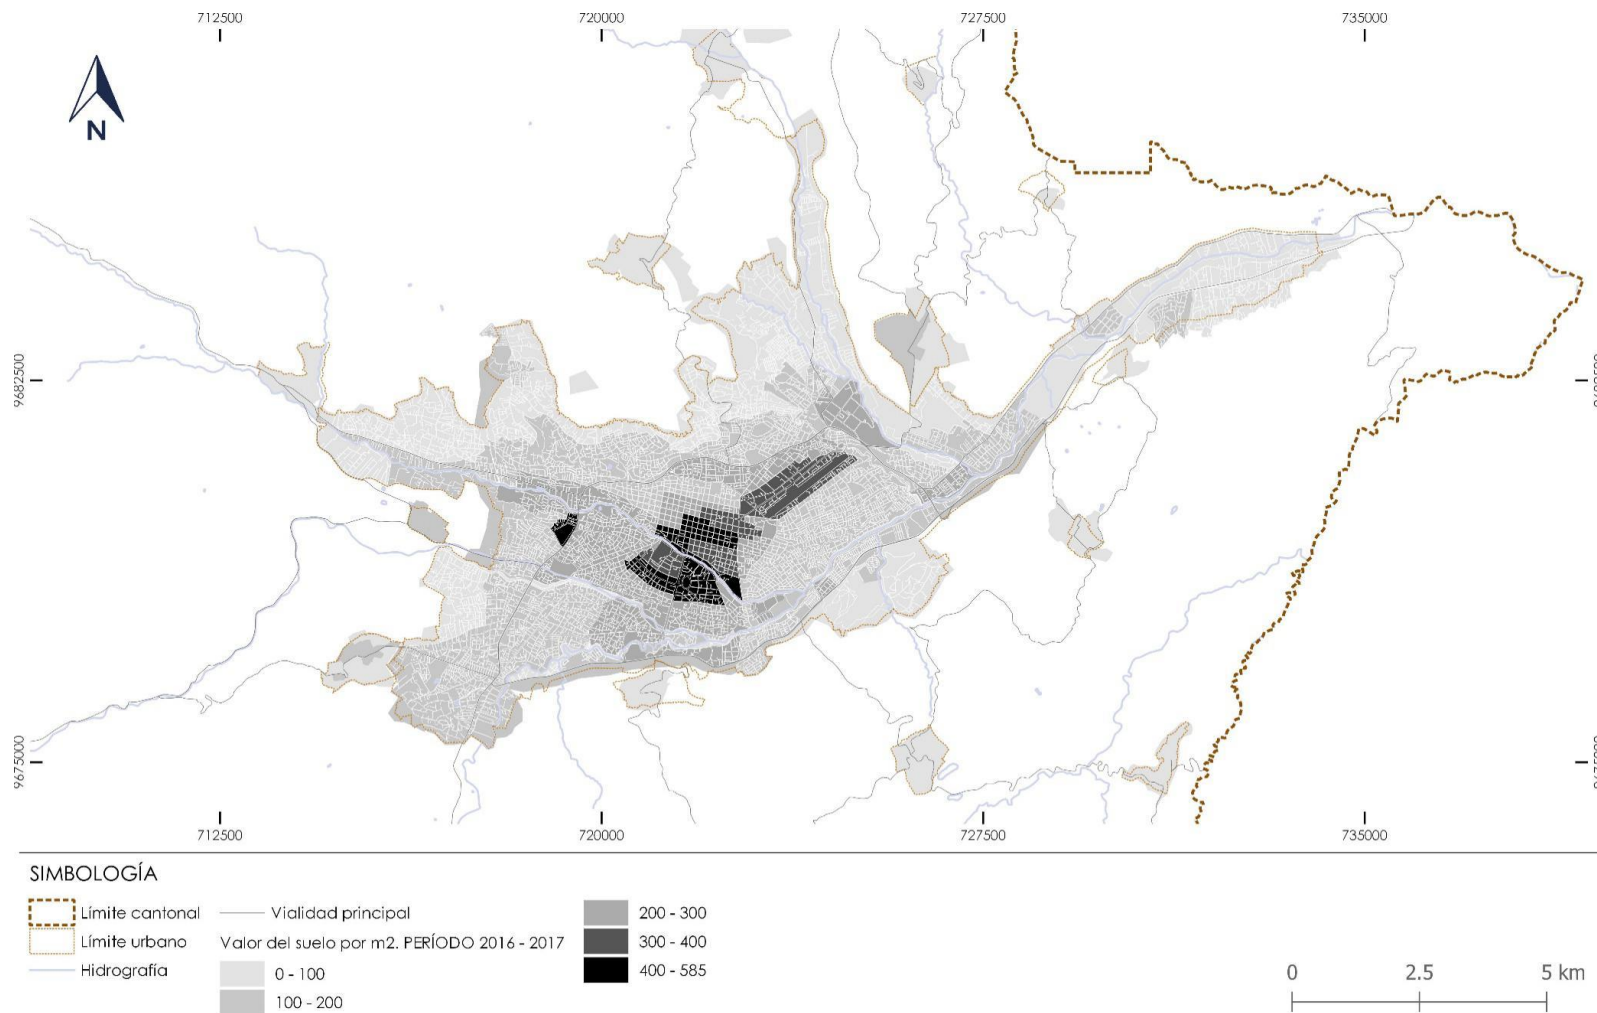 712500 720000 727500 735000
N
9682500
9675000
712500 720000 727500 735000
SIMBOLOGÍA
Límite cantonal
Límite urbano
Hidrografía
Vialidad principal
Valor del suelo por m2. PERÍODO 2016 - 2017
0 - 100
100 - 200
200 - 300
300 - 400
400 - 585
0 2.5 5 km